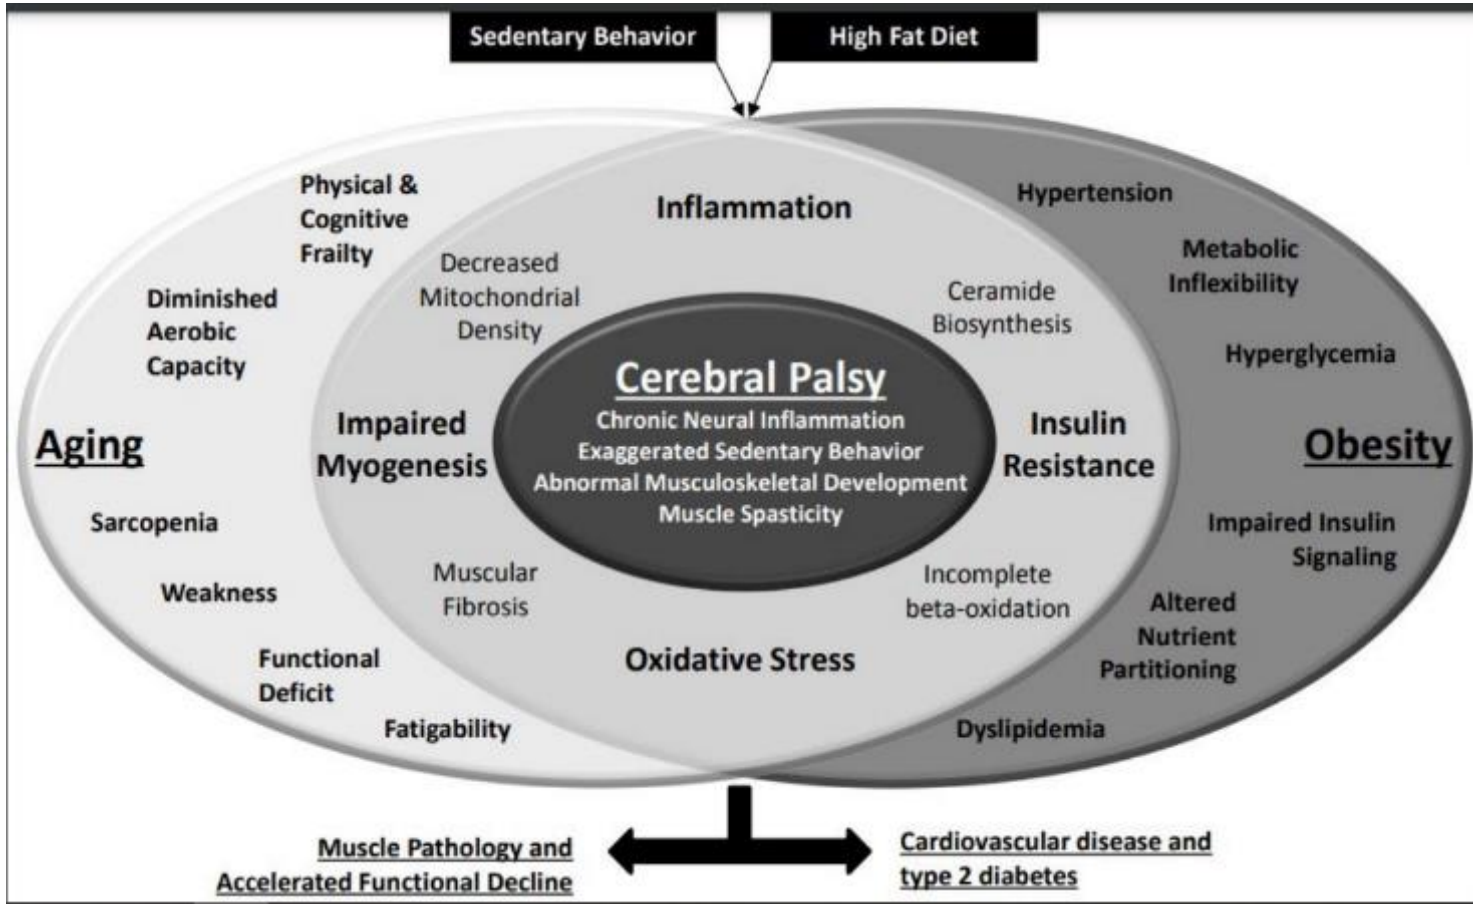 Sedentary Behavior
High Fat Diet
Physical &
Cognitive
Frailty
Inflammation
Hypertension
Decreased
Mitochondrial
Density
Metabolic
Inflexibility
Diminished
Aerobic
Capacity
Ceramide
Biosynthesis
Hyperglycemia
Cerebral Palsy
Chronic Neural Inflammation
Exaggerated Sedentary Behavior
Abnormal Musculoskeletal Development
Muscle Spasticity
Aging
Impaired
Myogenesis
Insulin
Resistance
Obesity
Sarcopenia
Impaired Insulin
Signaling
Weakness
Muscular
Fibrosis
Incomplete
beta-oxidation
Altered
Nutrient
Partitioning
Functional
Deficit
Oxidative Stress
Fatigability
Dyslipidemia
Muscle Pathology and
Accelerated Functional Decline
Cardiovascular disease and
type 2 diabetes